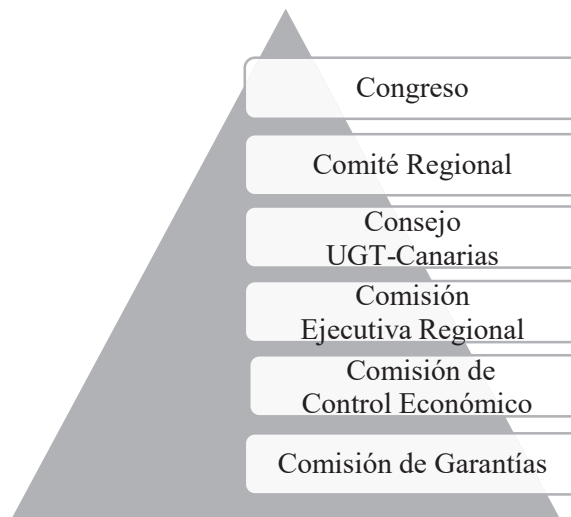 Congreso
Comité Regional
Consejo
UGT-Canarias
Comisión
Ejecutiva Regional
Comisión de
Control Económico
Comisión de Garantías